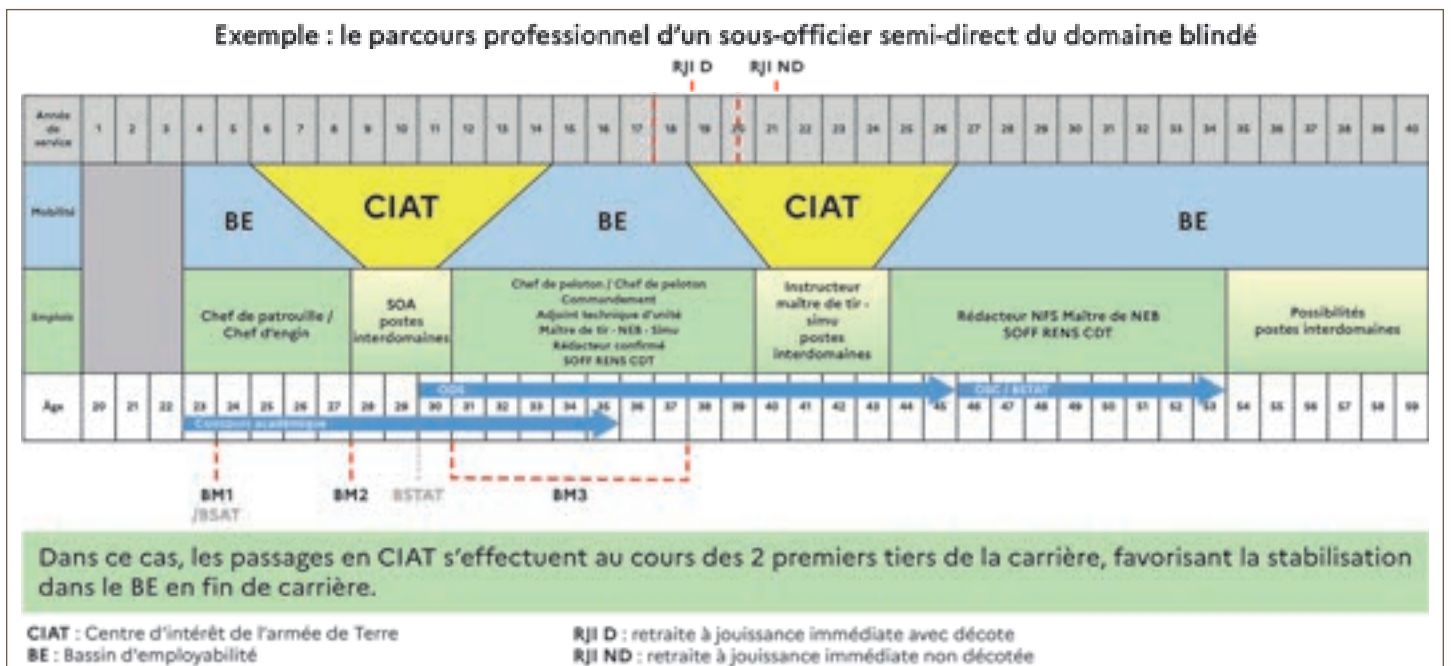 Exemple : le parcours professionnel d'un sous-officier semi-direct du domaine blindé
RJI D RJI ND
Année de service 1 2 3 4 5 6 7 8 9 10 11 12 13 14 15 16 17 18 19 20 21 22 23 24 25 26 27 28 29 30 31 32 33 34 35 36 37 38 39 40
Mobilité
BE
CIAT
BE
CIAT
BE
Emplois
Chef de patrouille /
Chef d'engin
SOA
postes
interdomaines
Chef de peloton / Chef de peloton
Commandement
Adjoint technique d'unité
Maître de tir - NEB - Simu
Rédacteur confirmé
SOFF RENS CDT
Instructeur
maître de tir -
simu
postes
interdomaines
Rédacteur NFS Maître de NEB
SOFF RENS CDT
Possibilités
postes interdomaines
Âge 20 21 22 23 24 25 26 27 28 29 30 31 32 33 34 35 36 37 38 39 40 41 42 43 44 45 46 47 48 49 50 51 52 53 54 55 56 57 58 59
Concours académique
BM1
/BSAT
BM2
BSTAT
BM3
Dans ce cas, les passages en CIAT s'effectuent au cours des 2 premiers tiers de la carrière, favorisant la stabilisation
dans le BE en fin de carrière.
CIAT : Centre d'intérêt de l'armée de Terre
BE : Bassin d'employabilité
RJI D : retraite à jouissance immédiate avec décote
RJI ND : retraite à jouissance immédiate non décotée